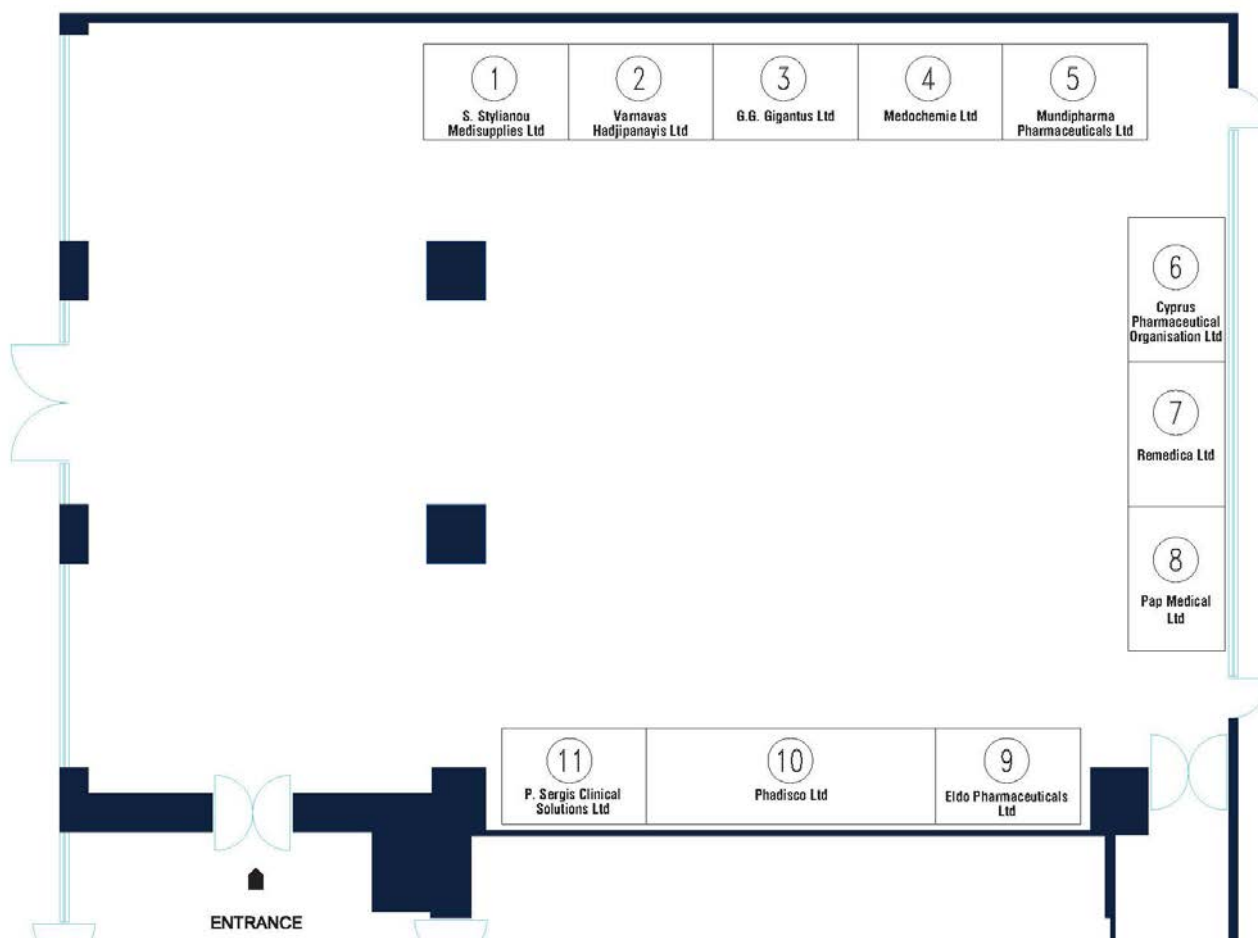 1
S. Stylianou
Medisupplies Ltd
2
Varnavas
Hadjipanayis Ltd
3
G.G. Gigantus Ltd
4
Medochemie Ltd
5
Mundipharma
Pharmaceuticals Ltd
6
Cyprus
Pharmaceutical
Organisation Ltd
7
Remedica Ltd
8
Pap Medical
Ltd
11
P. Sergis Clinical
Solutions Ltd
10
Phadisco Ltd
9
Eldo Pharmaceuticals
Ltd
ENTRANCE